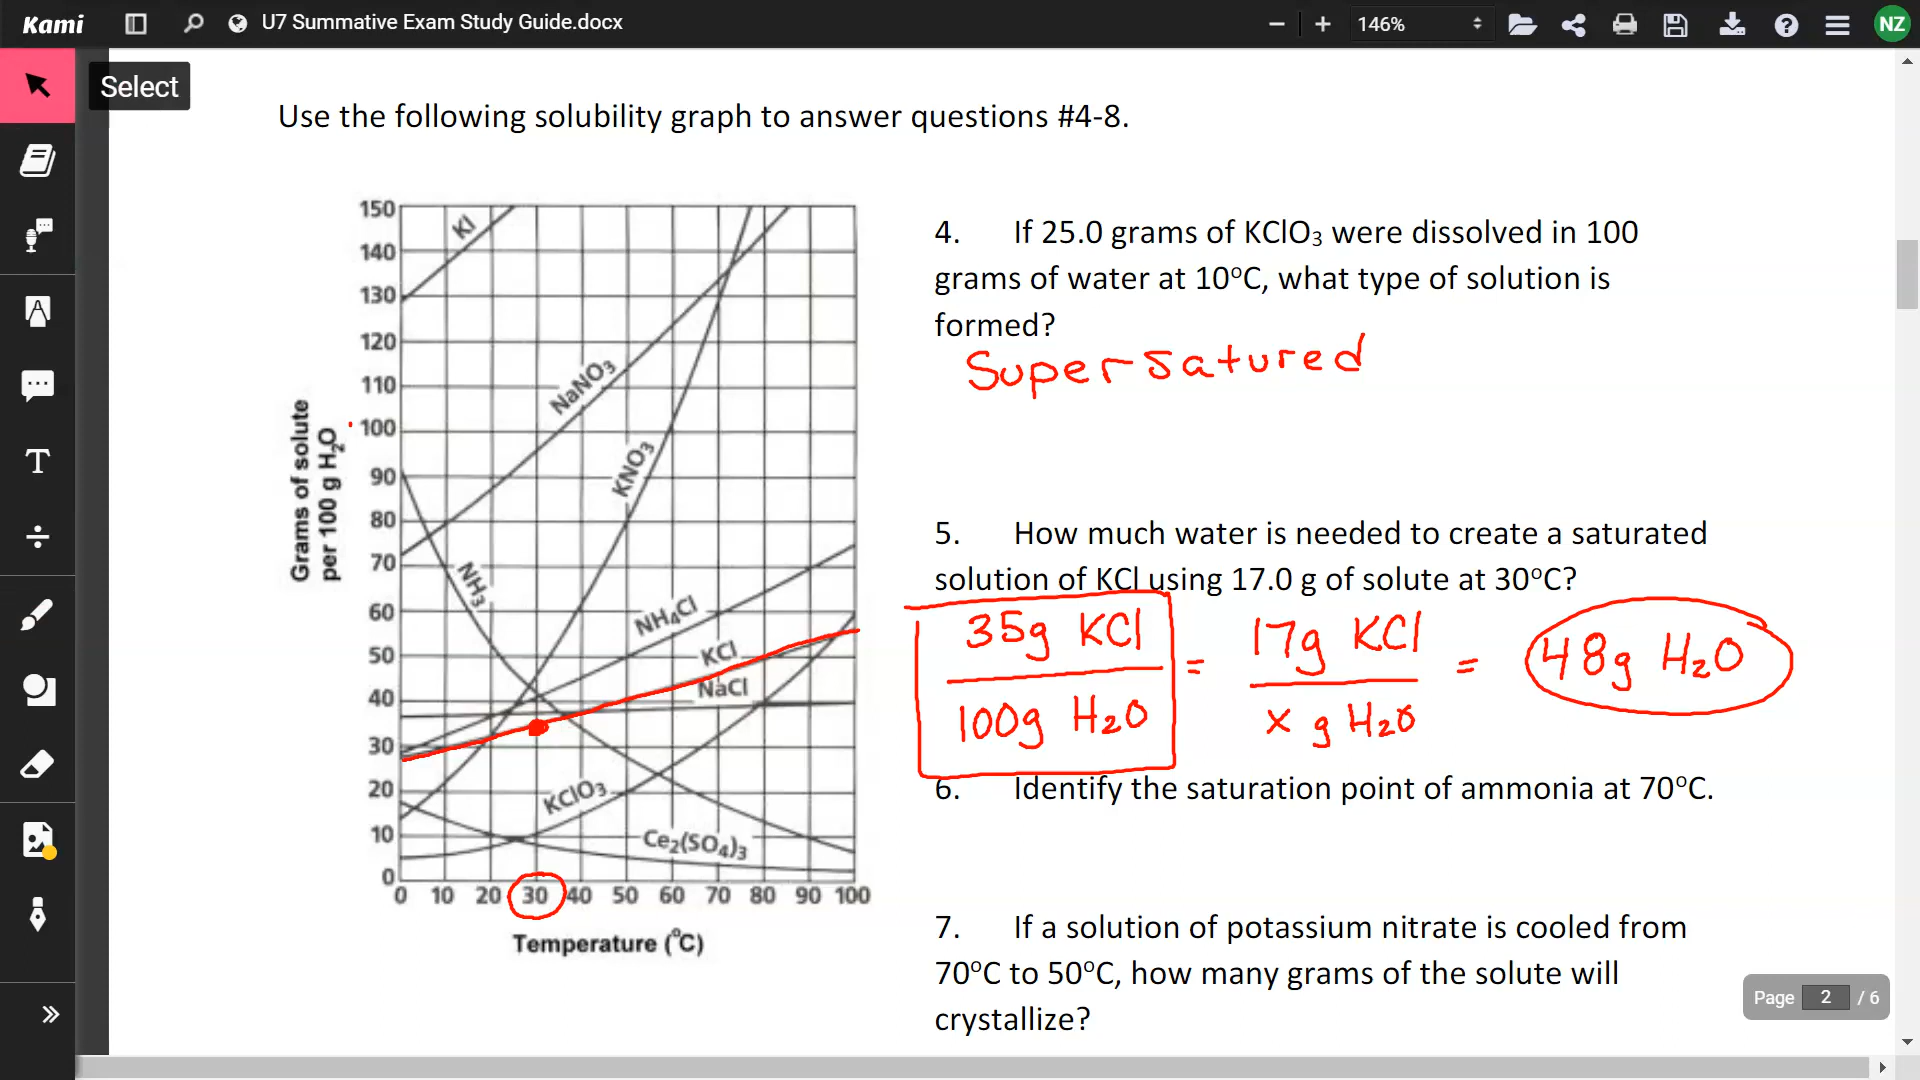 Kami
U7 Summative Exam Study Guide.docx
146%
NZ
Select
Use the following solubility graph to answer questions #4-8.
150
140
130
120
110
100
90
80
70
60
50
40
30
20
10
0
0 10 20 30 40 50 60 70 80 90 100
Grams of solute
per 100 g H₂O
Temperature (°C)
KI
NaNO₃
KNO₃
NH₃
NH₄Cl
KCl
NaCl
KClO₃
Ce₂(SO₄)₃
4. If 25.0 grams of KClO₃ were dissolved in 100
grams of water at 10°C, what type of solution is
formed?
Super satured
5. How much water is needed to create a saturated
solution of KCl using 17.0 g of solute at 30°C?
35g KCl
100g H₂O
=
17g KCl
x g H₂O
=
48g H₂O
6. Identify the saturation point of ammonia at 70°C.
7. If a solution of potassium nitrate is cooled from
70°C to 50°C, how many grams of the solute will
crystallize?
Page 2 / 6